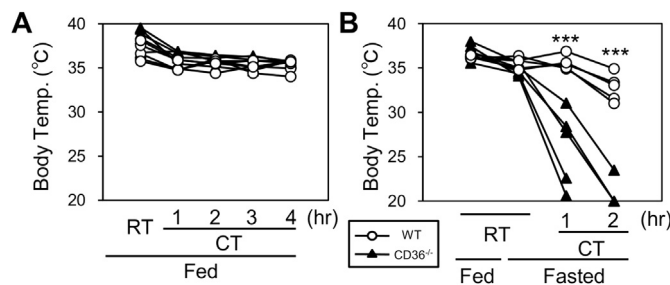 A
Body Temp. (°C)
40
35
30
25
20
RT 1 2 3 4 (hr)
CT
Fed
B
Body Temp. (°C)
40
35
30
25
20
*** ***
1 2 (hr)
RT CT
Fed Fasted
WT
CD36-/-